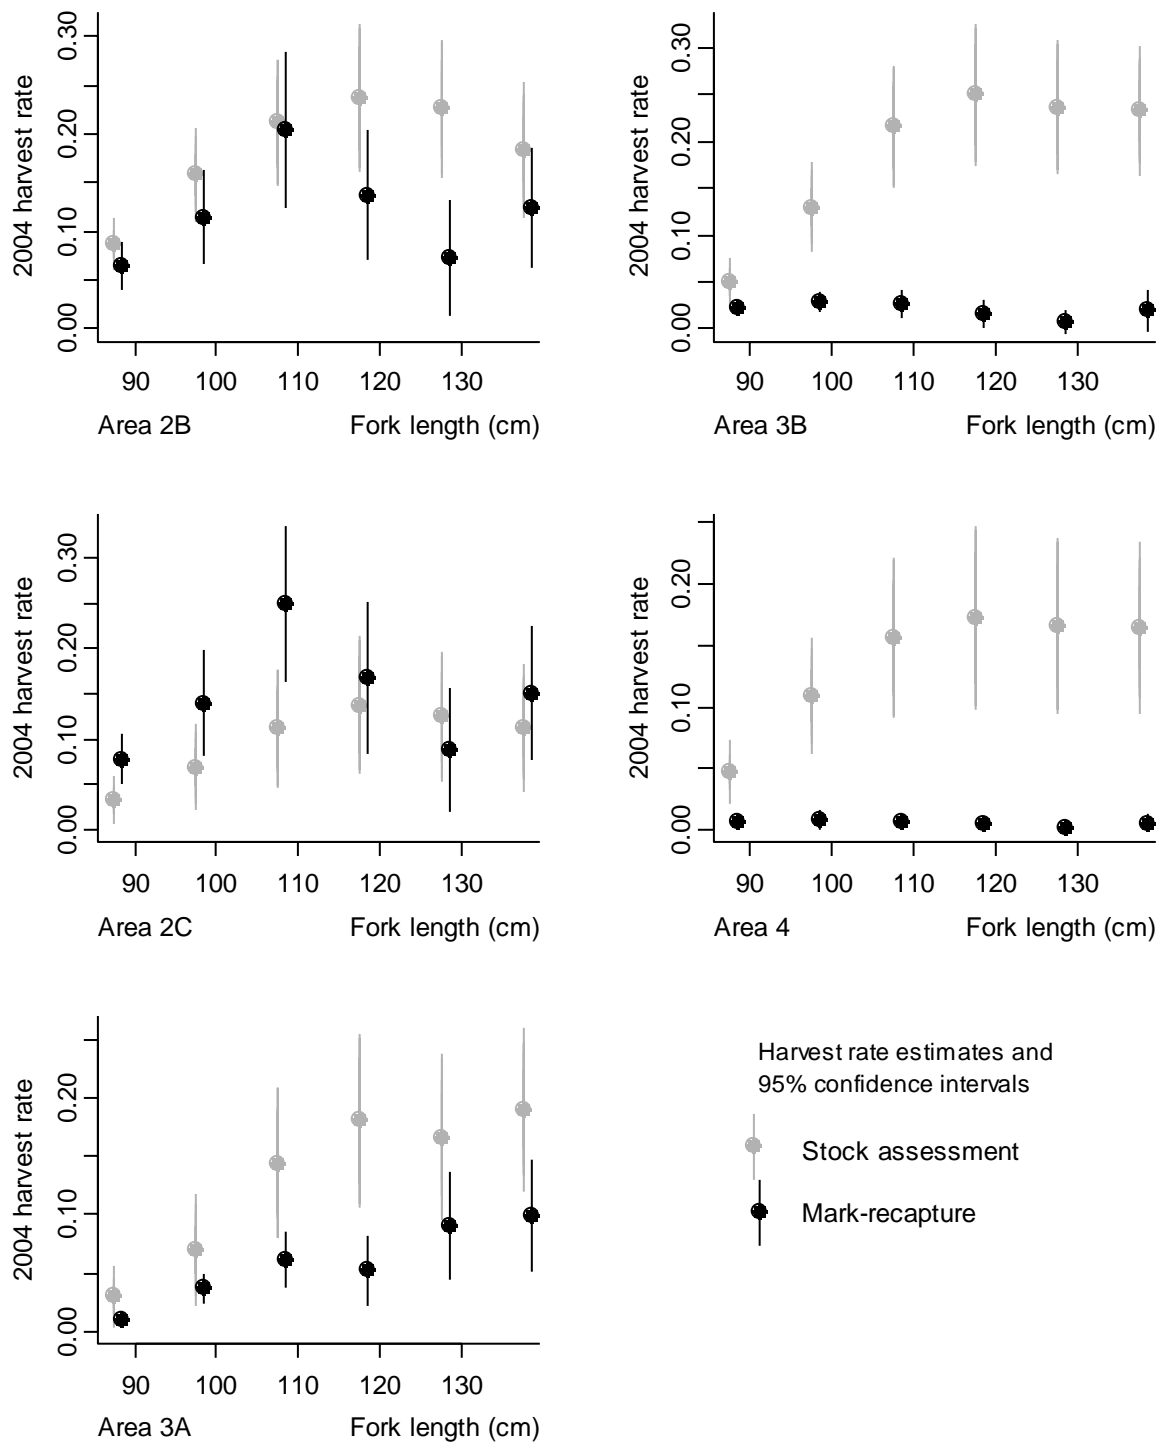 2004 harvest rate
0.30
0.20
0.10
0.00
90 100 110 120 130
Area 2B Fork length (cm)
2004 harvest rate
0.30
0.20
0.10
0.00
90 100 110 120 130
Area 3B Fork length (cm)
2004 harvest rate
0.30
0.20
0.10
0.00
90 100 110 120 130
Area 2C Fork length (cm)
2004 harvest rate
0.20
0.10
0.00
90 100 110 120 130
Area 4 Fork length (cm)
2004 harvest rate
0.20
0.10
0.00
90 100 110 120 130
Area 3A Fork length (cm)
Harvest rate estimates and
95% confidence intervals
Stock assessment
Mark-recapture